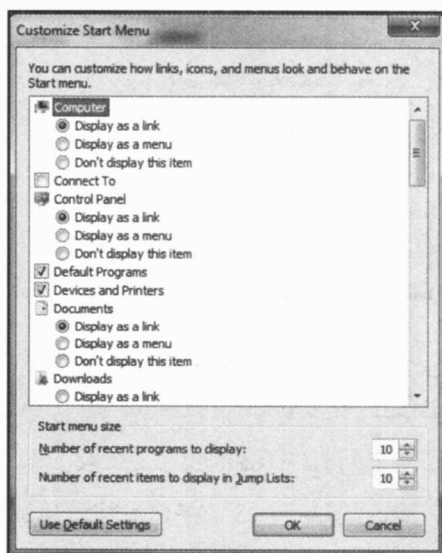 Customize Start Menu
You can customize how links, icons, and menus look and behave on the
Start menu.
Computer
Display as a link
Display as a menu
Don't display this item
Connect To
Control Panel
Display as a link
Display as a menu
Don't display this item
Default Programs
Devices and Printers
Documents
Display as a link
Display as a menu
Don't display this item
Downloads
Display as a link
Start menu size
Number of recent programs to display: 10
Number of recent items to display in Jump Lists: 10
Use Default Settings OK Cancel